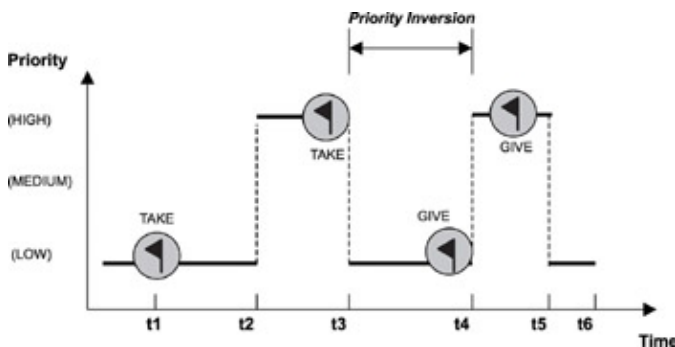 Priority Inversion
Priority
(HIGH)
TAKE
GIVE
(MEDIUM)
TAKE
GIVE
(LOW)
t1
t2
t3
t4
t5
t6
Time